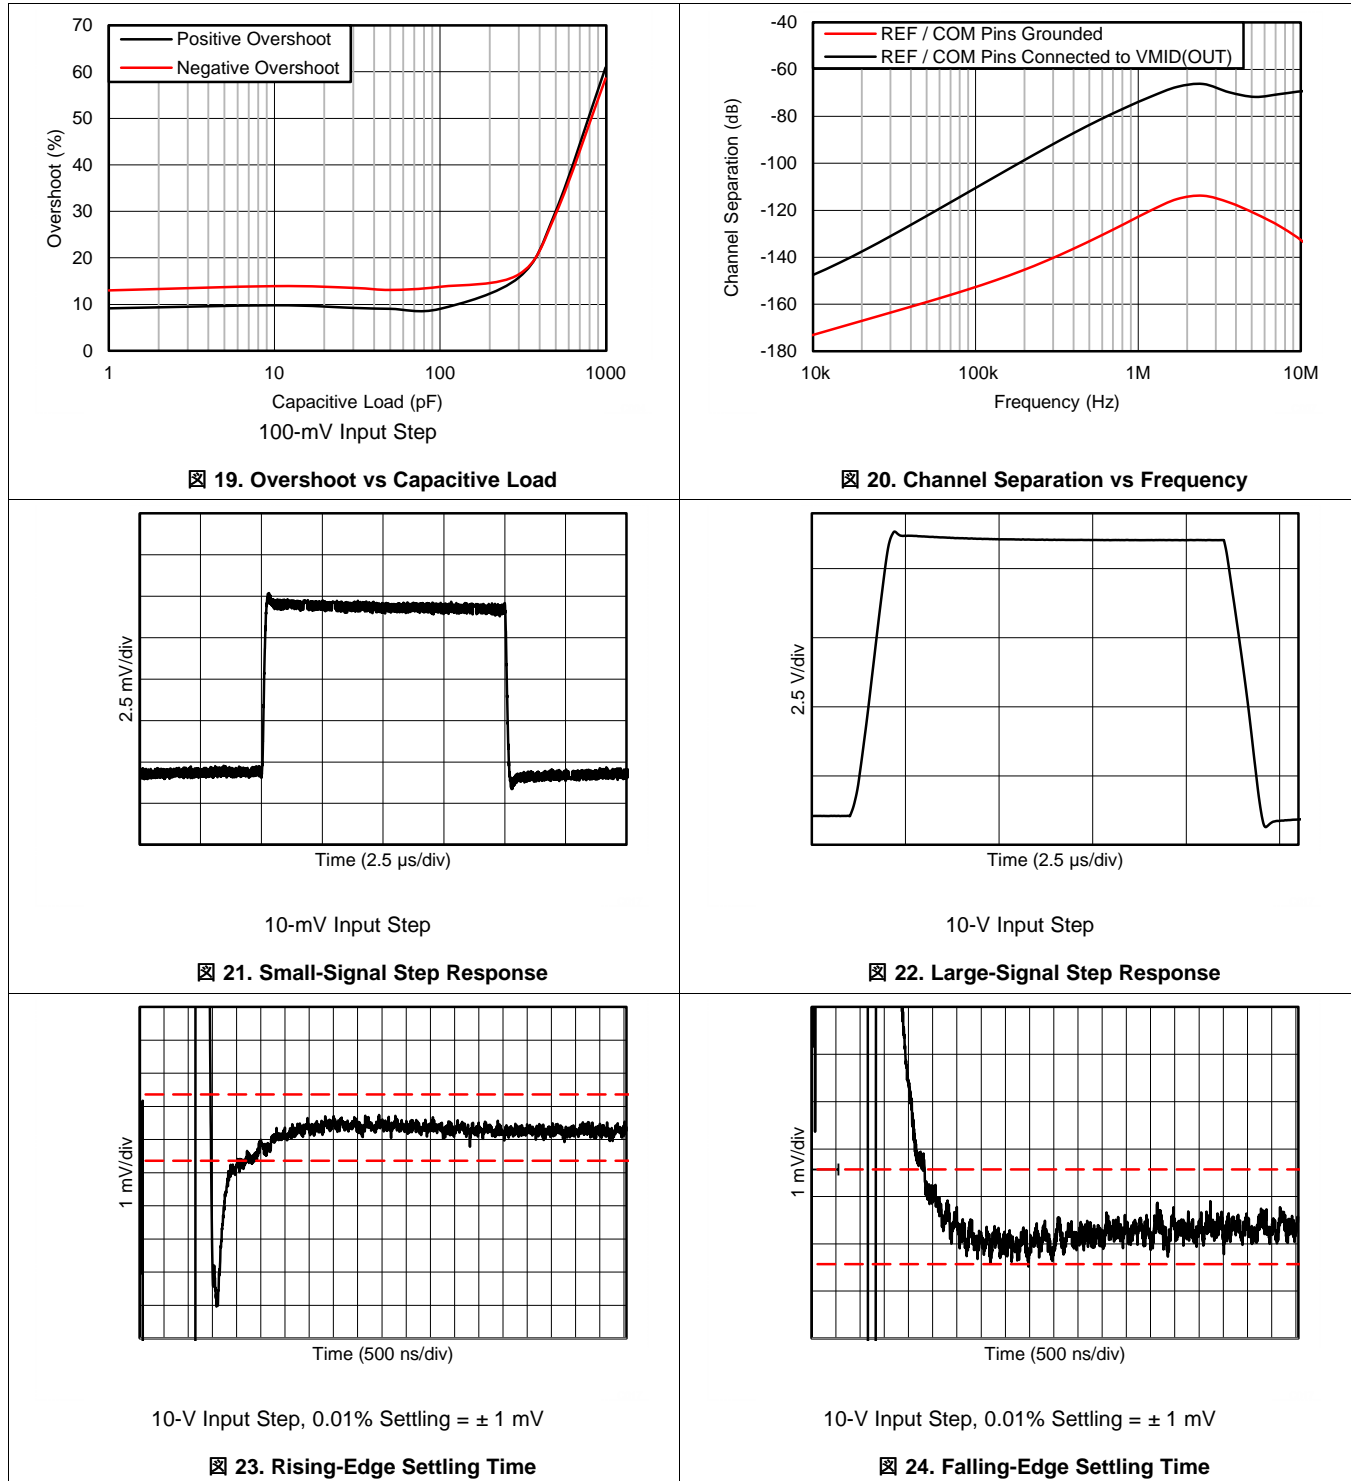 70
60
50
40
30
20
10
0
Overshoot (%)
Positive Overshoot
Negative Overshoot
1
10
100
1000
Capacitive Load (pF)
100-mV Input Step
図 19. Overshoot vs Capacitive Load
-40
-60
-80
-100
-120
-140
-160
-180
Channel Separation (dB)
REF / COM Pins Grounded
REF / COM Pins Connected to VMID(OUT)
10k
100k
1M
10M
Frequency (Hz)
図 20. Channel Separation vs Frequency
2.5 mV/div
Time (2.5 µs/div)
10-mV Input Step
図 21. Small-Signal Step Response
2.5 V/div
Time (2.5 µs/div)
10-V Input Step
図 22. Large-Signal Step Response
1 mV/div
Time (500 ns/div)
10-V Input Step, 0.01% Settling = ± 1 mV
図 23. Rising-Edge Settling Time
1 mV/div
Time (500 ns/div)
10-V Input Step, 0.01% Settling = ± 1 mV
図 24. Falling-Edge Settling Time